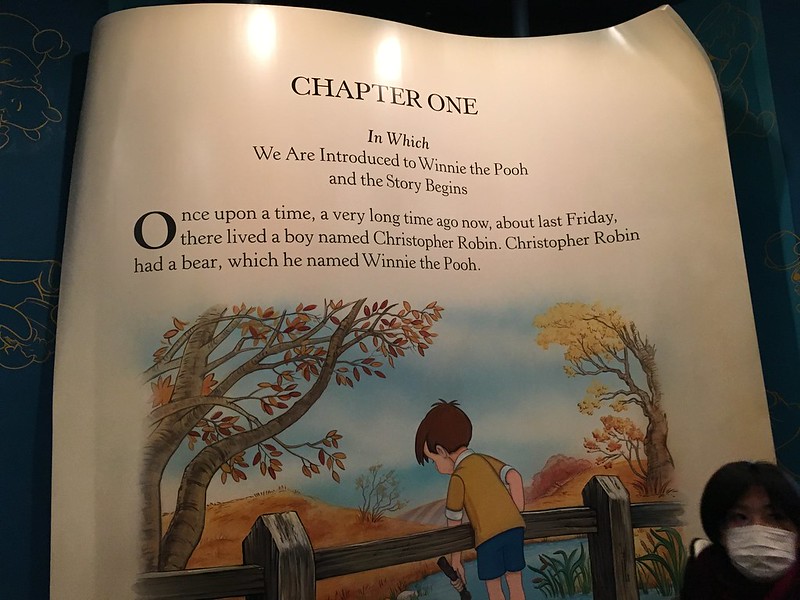 CHAPTER ONE
In Which
We Are Introduced to Winnie the Pooh
and the Story Begins
Once upon a time, a very long time ago now, about last Friday,
there lived a boy named Christopher Robin. Christopher Robin
had a bear, which he named Winnie the Pooh.